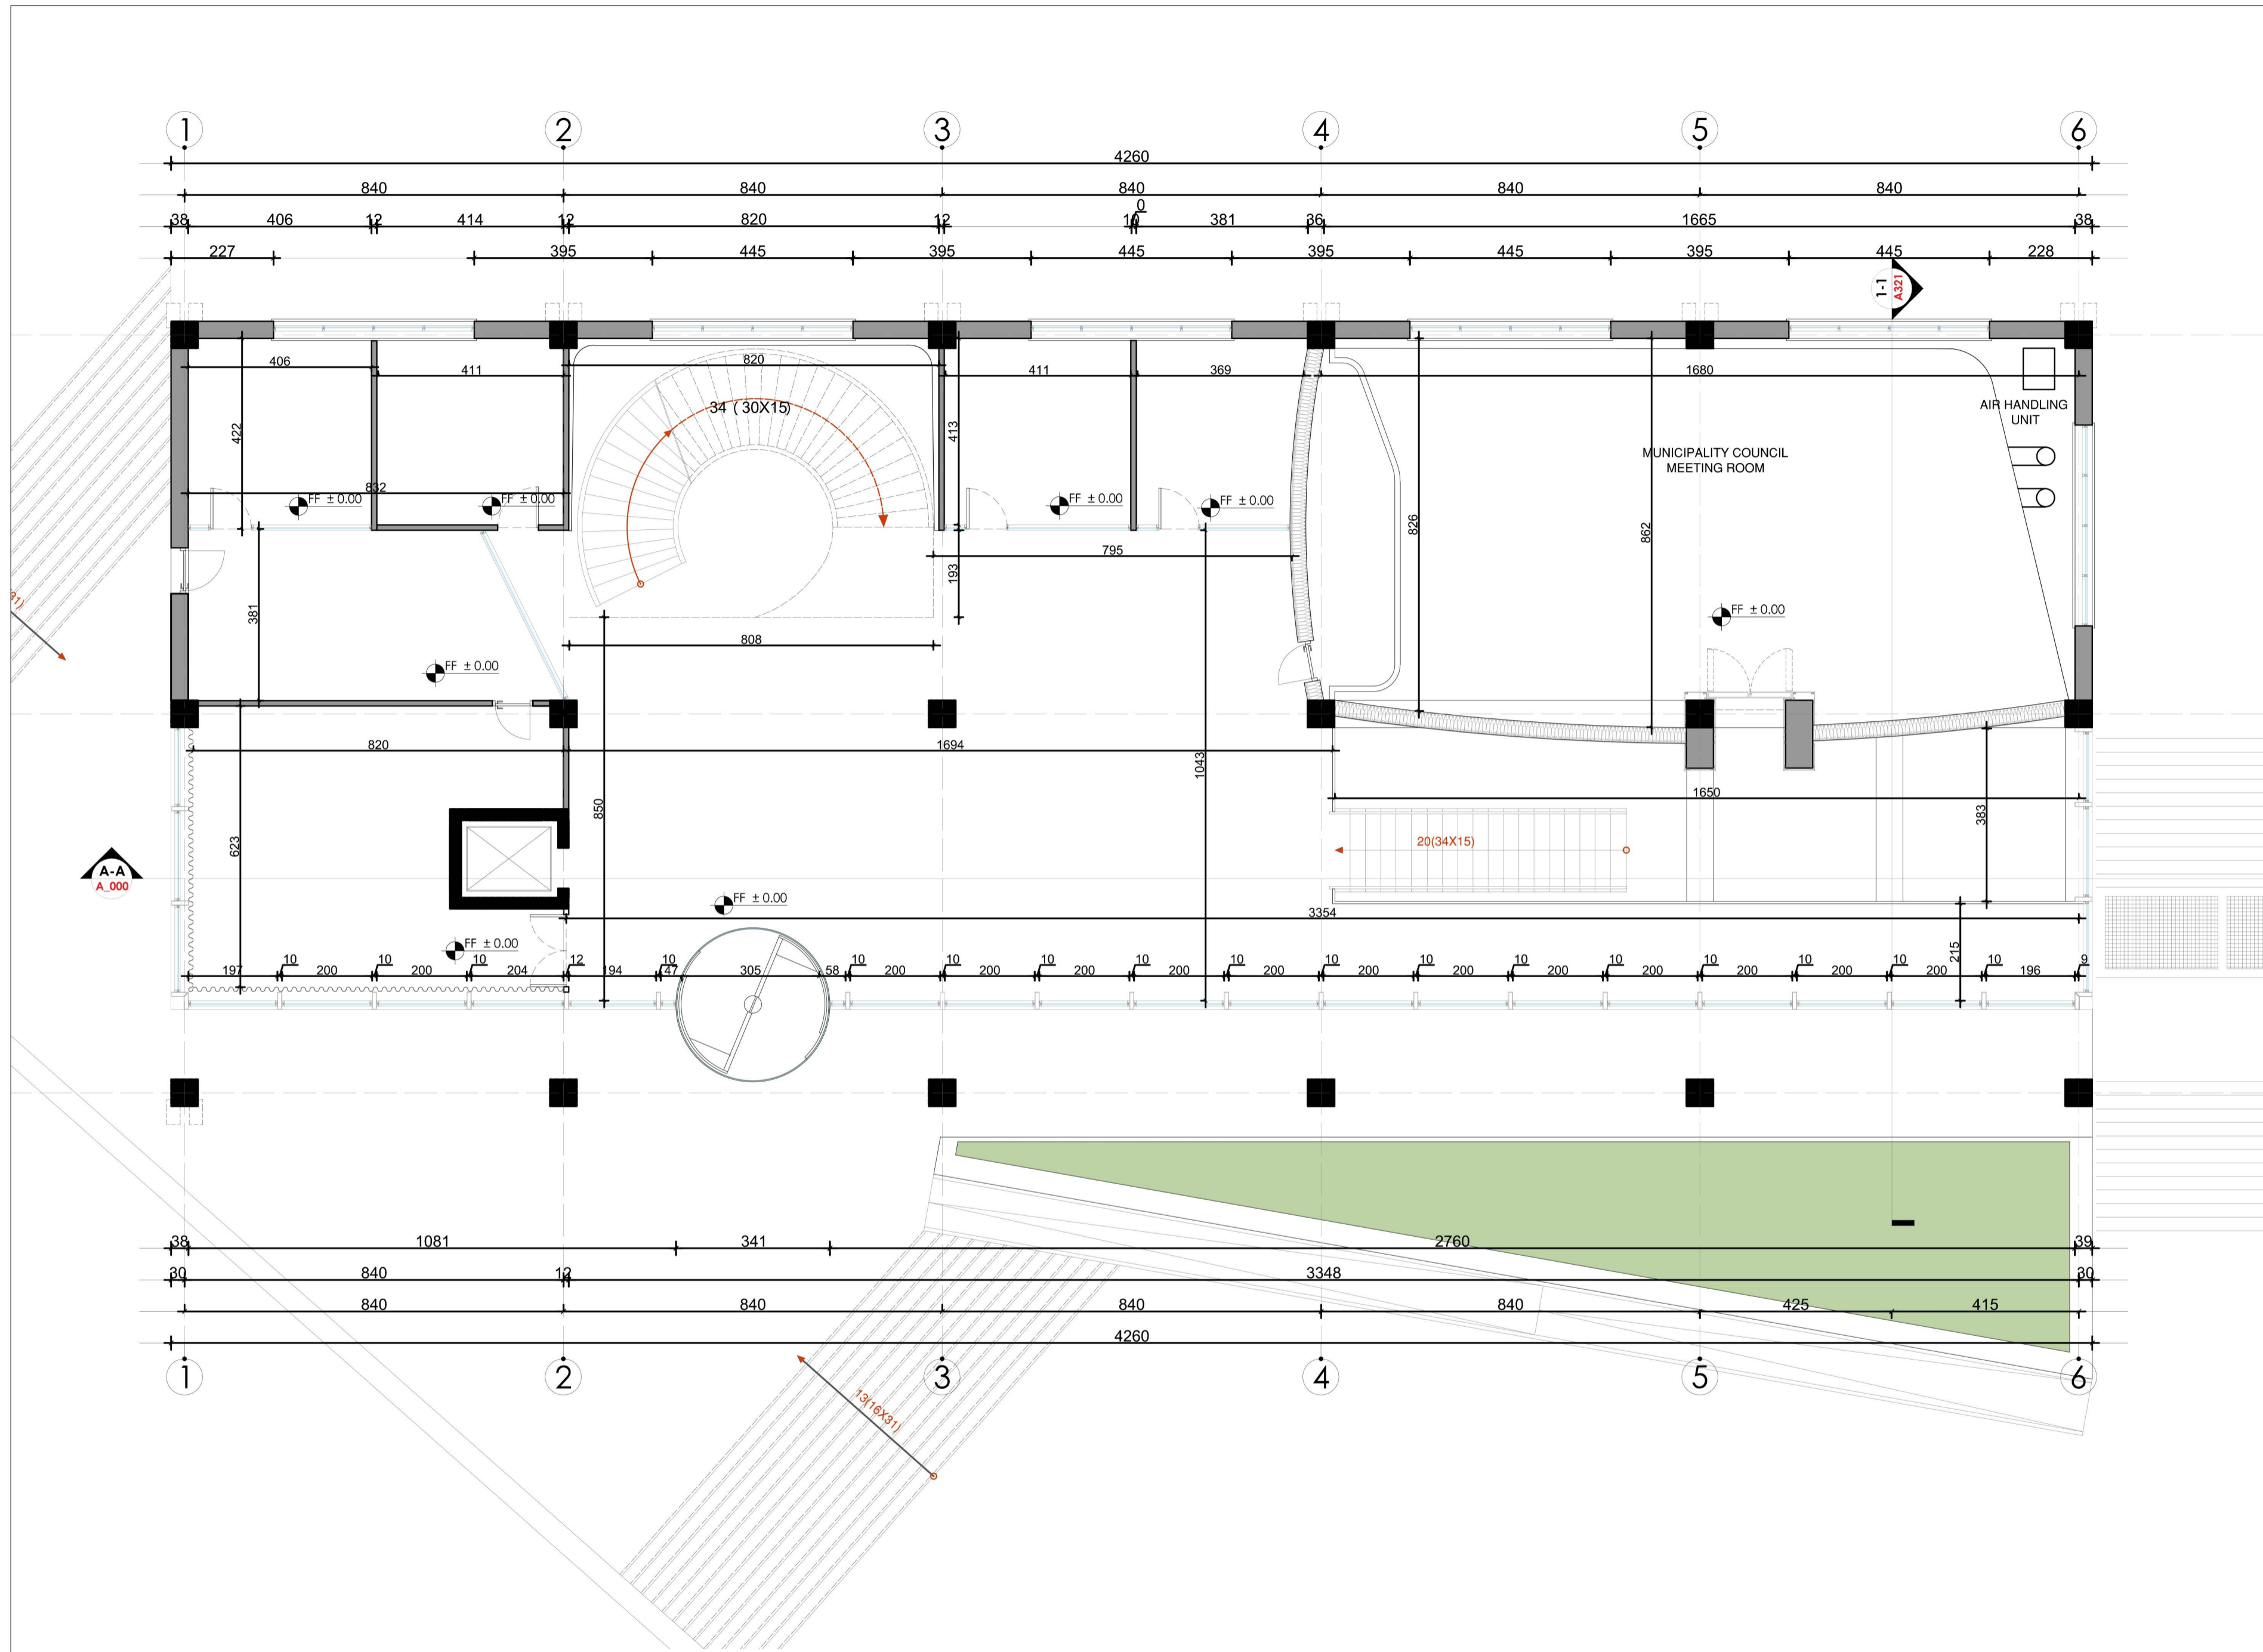 1 2 3 4 5 6
4260
840 840 840 840 840
0
38 406 12 414 12 820 12 10 381 36 1665 38
227 395 445 395 445 395 445 395 445 228
1-1
A321
406 411 820 411 369 1680
AIR HANDLING
UNIT
34 ( 30X15)
422
413
MUNICIPALITY COUNCIL
MEETING ROOM
832
FF ±0.00
FF ±0.00
FF ±0.00
FF ±0.00
826
862
795
193
31)
381
FF ±0.00
808
FF ±0.00
820 1694
1043
1650
850
383
623
20(34X15)
A-A
A_000
FF ±0.00
3354
FF ±0.00
215
10 10 10 12 10 10 10 10 10 10 10 10 10 10 10 10 10 10 9
197 200 200 204 194 47 305 58 200 200 200 200 200 200 200 200 200 200 200 200 196
38 1081 341 2760 39
30 840 12 3348 30
840 840 840 840 425 415
4260
1 2 3 4 5 6
13(16X31)